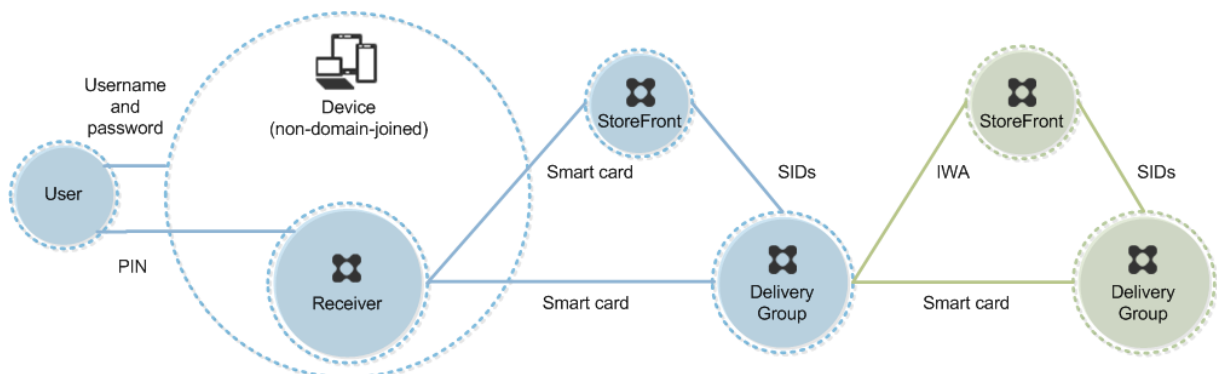 Username
and
password
Device
(non-domain-joined)
User
PIN
Receiver
StoreFront
Smart card
SIDs
Smart card
Delivery
Group
StoreFront
IWA
SIDs
Smart card
Delivery
Group